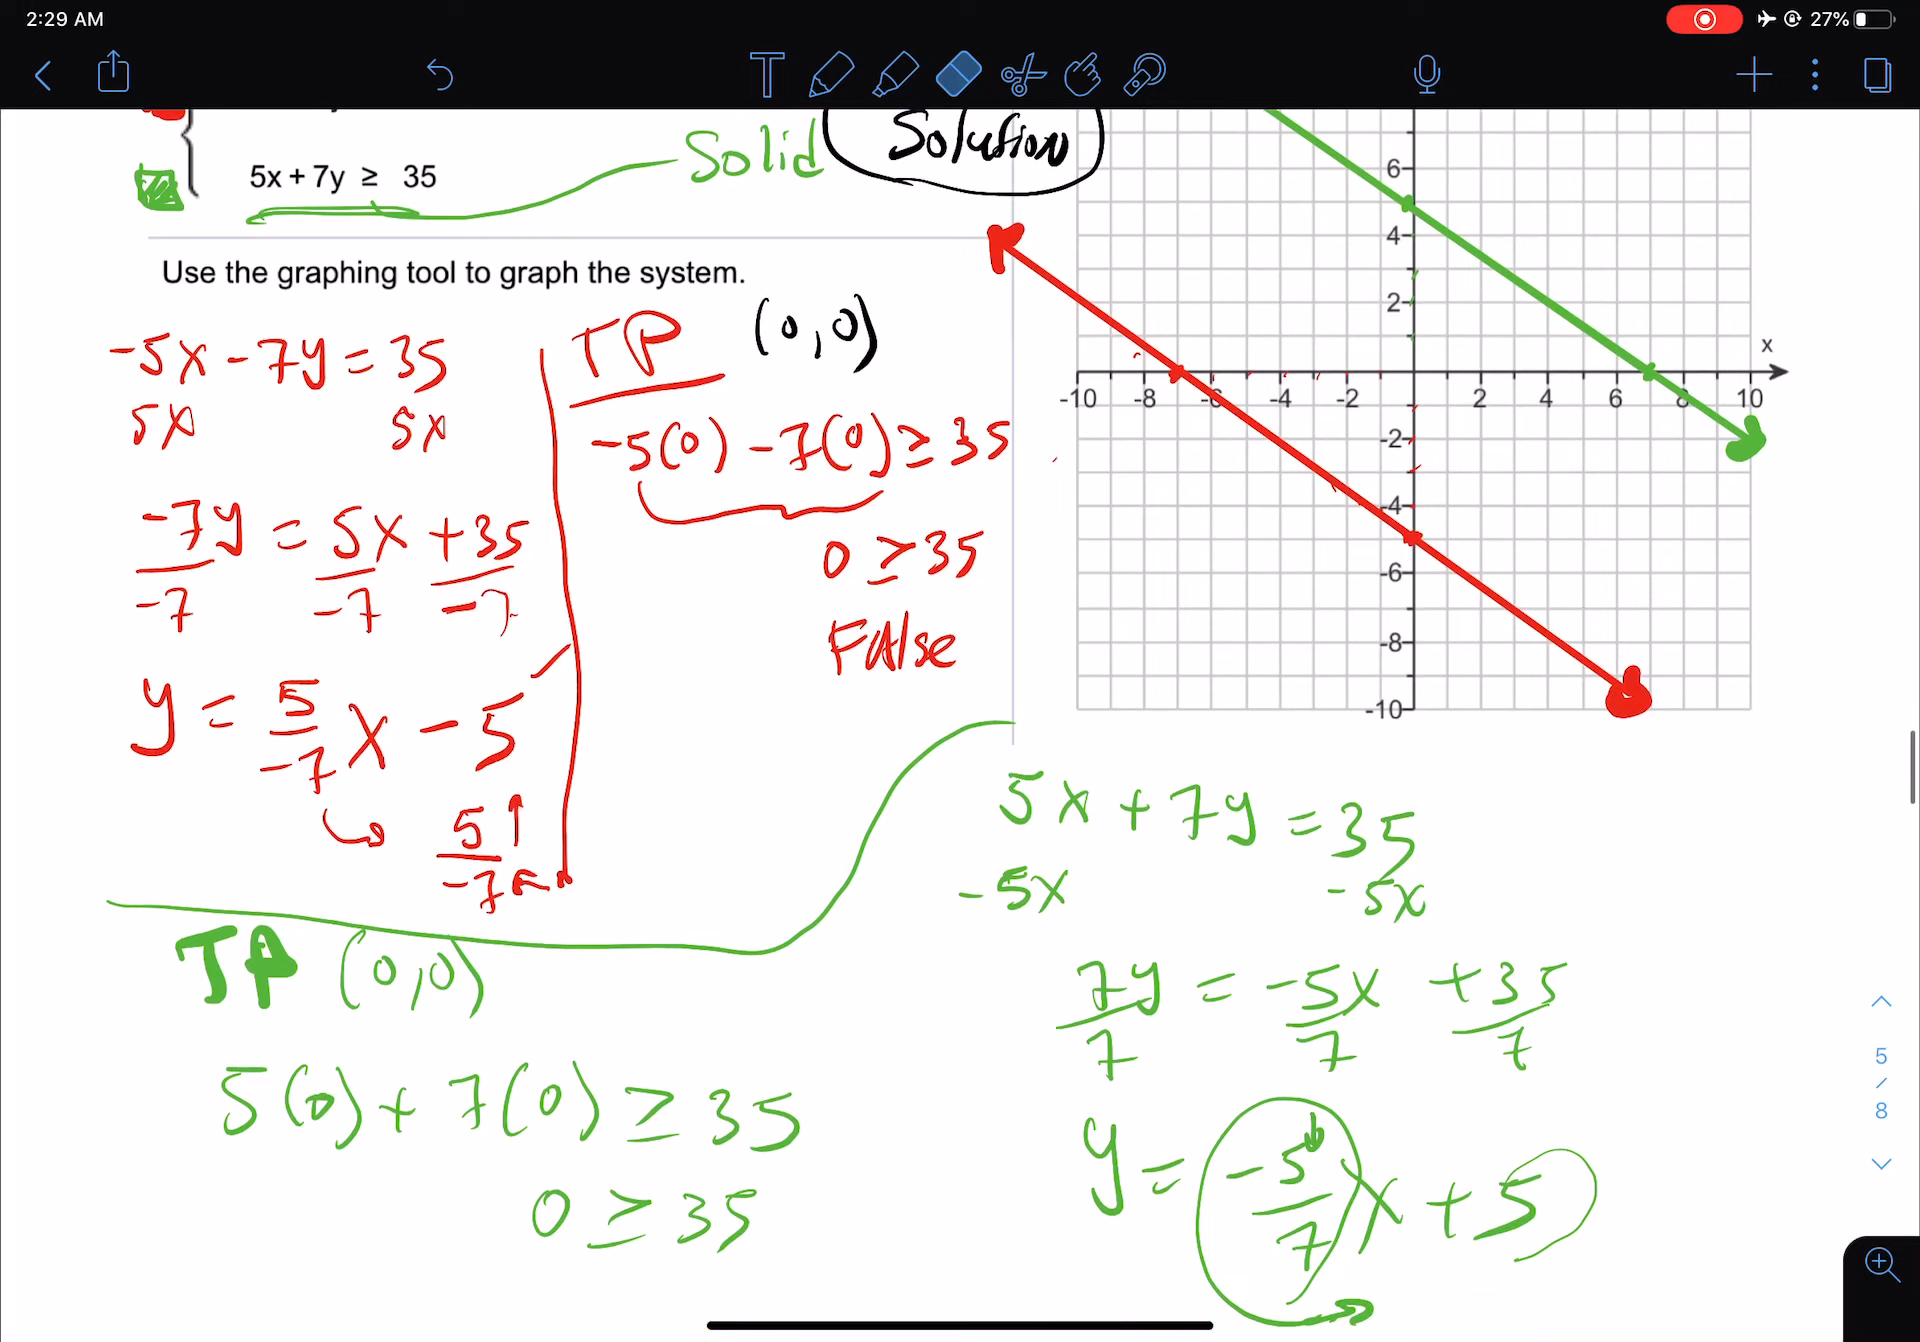 2:29 AM
27%
5x + 7y ≥ 35
Solid
Solution
Use the graphing tool to graph the system.
-5x - 7y = 35
5x 5x
-7y = 5x + 35
-7 -7 -7
y = 5/-7 x - 5
5↑
-7←
TP (0,0)
-5(0) - 7(0) ≥ 35
0 ≥ 35
False
6
4
2
x
-10 -8 -6 -4 -2 2 4 6 8 10
-2
-4
-6
-8
-10
5x + 7y = 35
-5x -5x
7y = -5x + 35
7 7 7
y = -5/7 x + 5
TP (0,0)
5(0) + 7(0) ≥ 35
0 ≥ 35
5
/
8